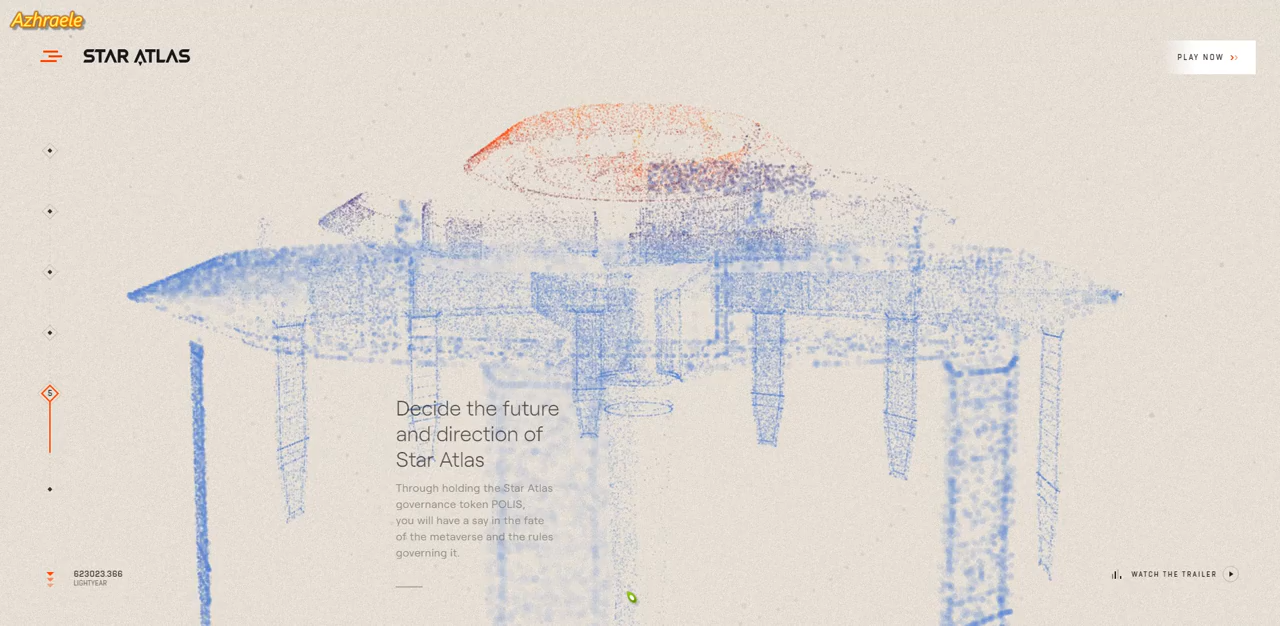 Azhraele
STAR ATLAS
PLAY NOW
5
Decide the future
and direction of
Star Atlas
Through holding the Star Atlas
governance token POLIS,
you will have a say in the fate
of the metaverse and the rules
governing it.
623023.366
LIGHTYEAR
WATCH THE TRAILER